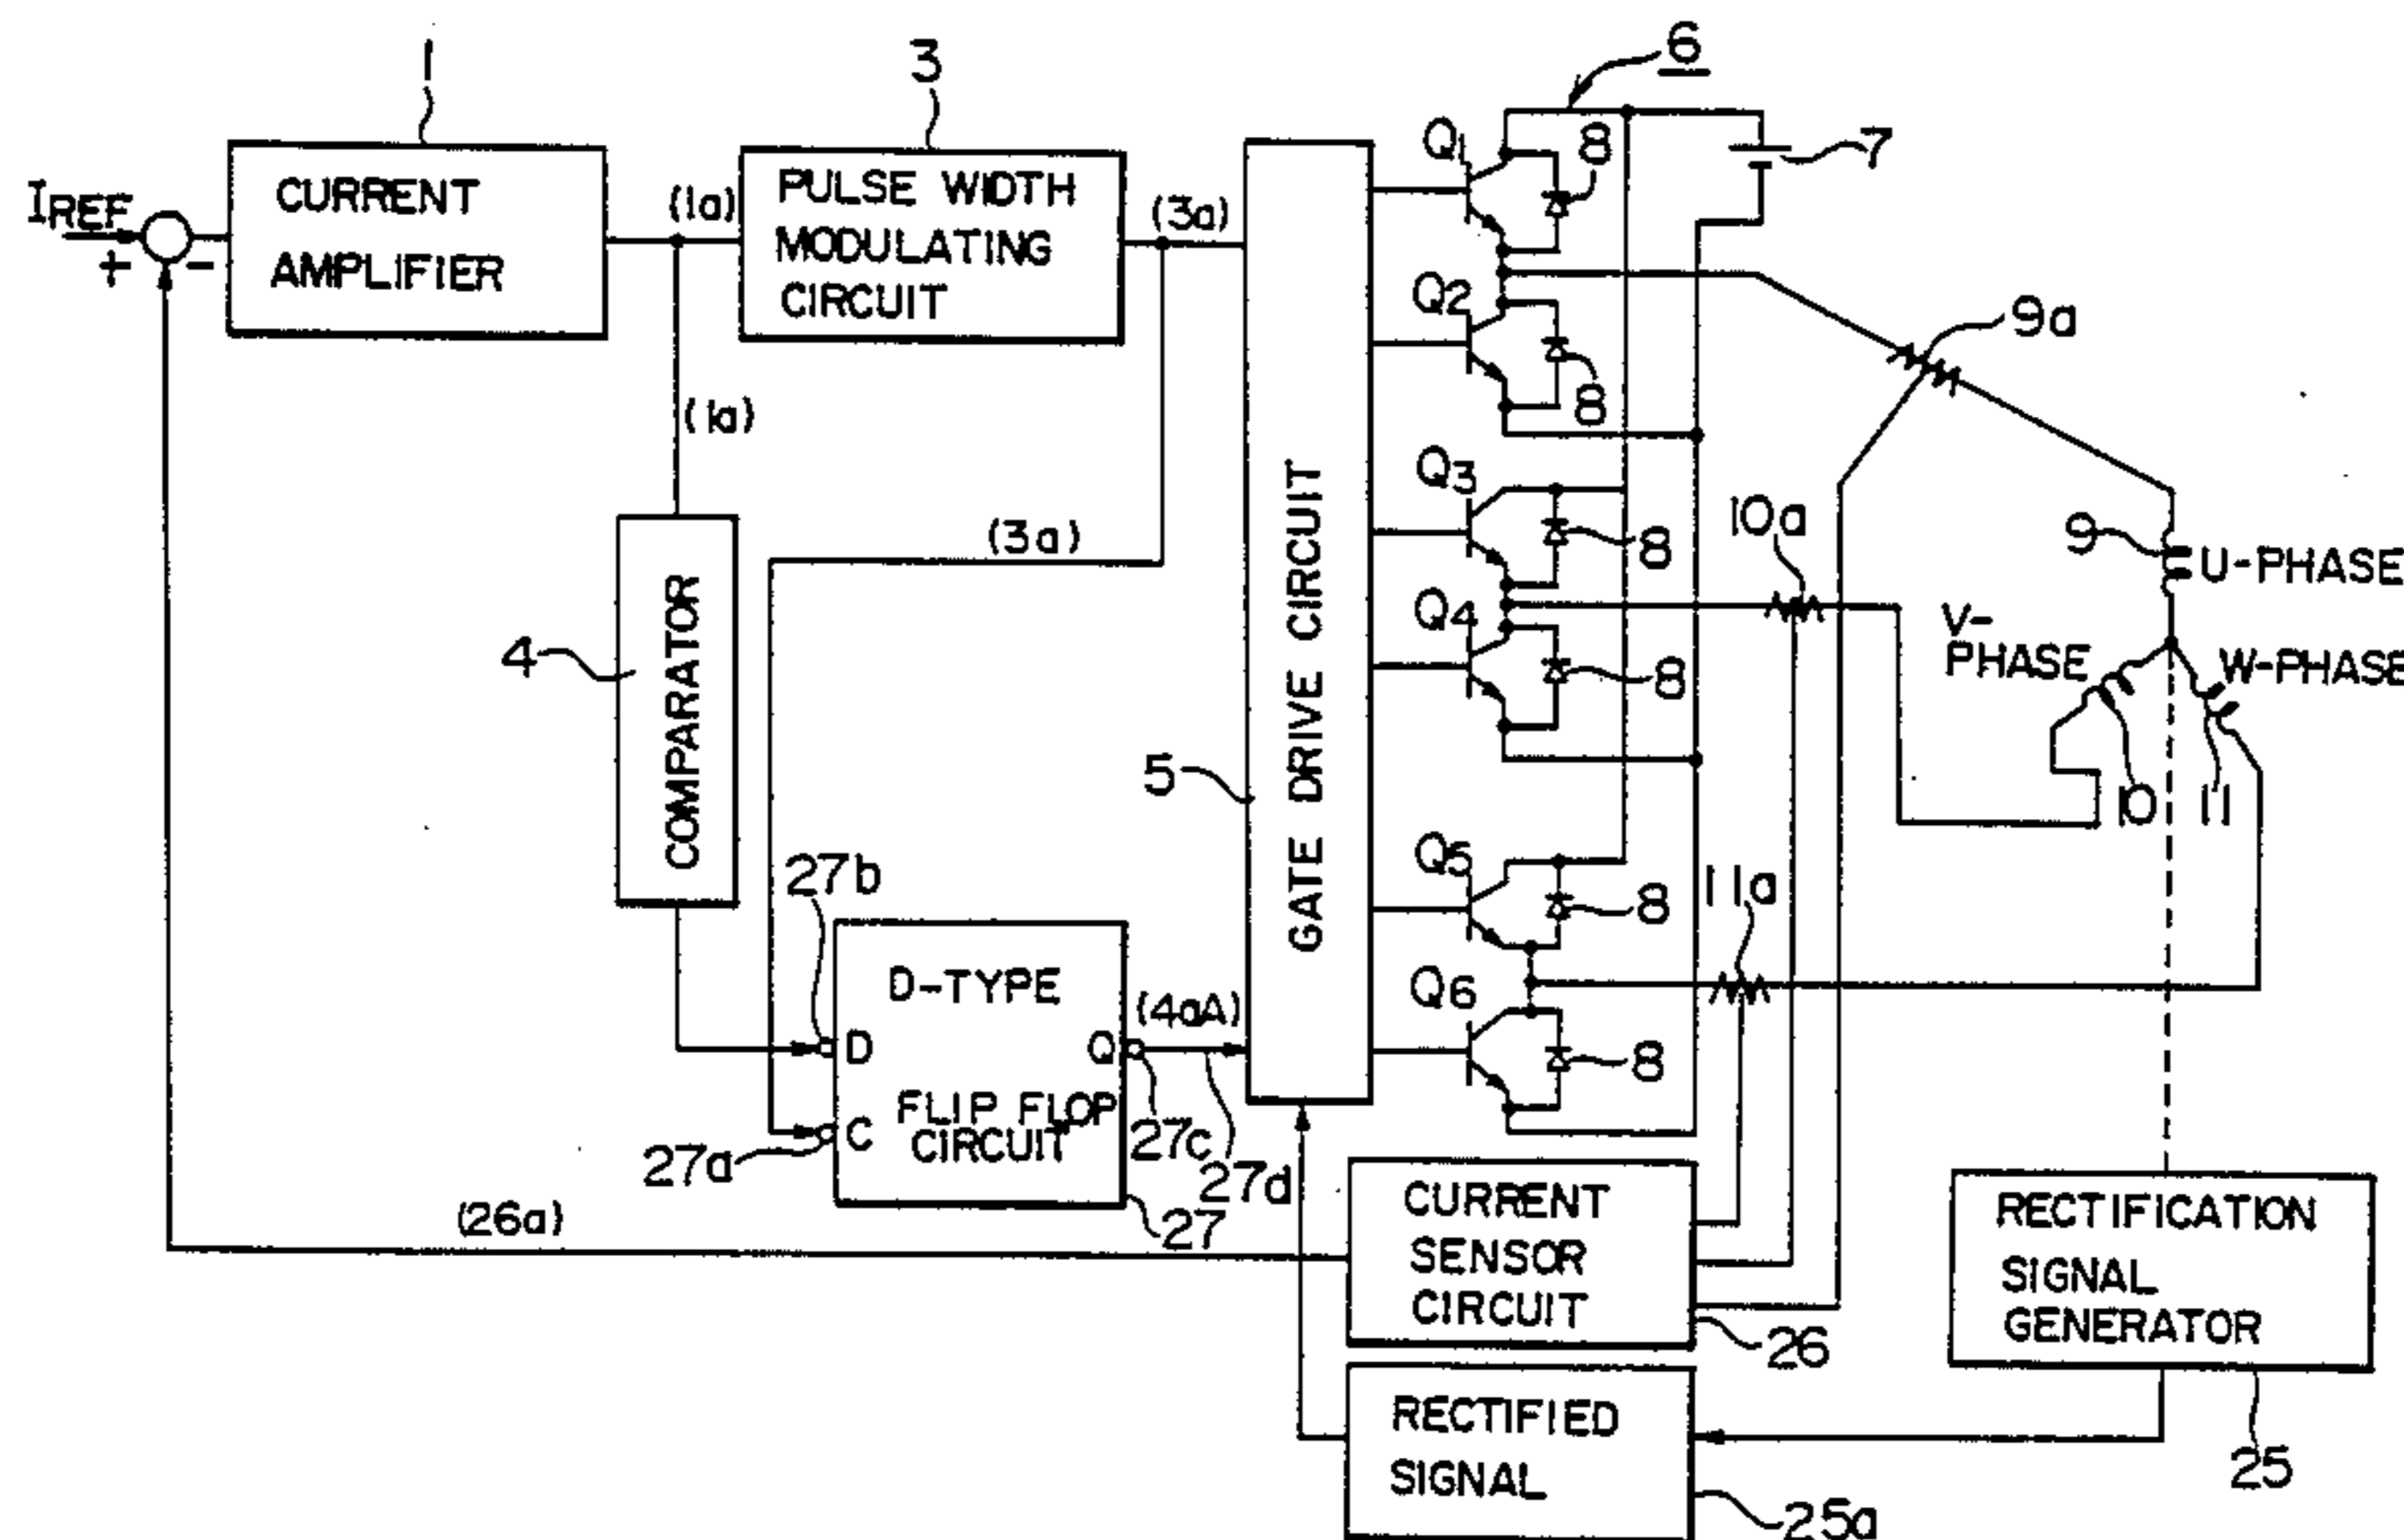 1
3
6
IREF
+
-
CURRENT
AMPLIFIER
(1a)
PULSE WIDTH
MODULATING
CIRCUIT
(3a)
Q1
8
7
Q2
8
9a
(1a)
(3a)
4
COMPARATOR
5
GATE DRIVE CIRCUIT
Q3
8
10a
9
U-PHASE
Q4
8
V-
PHASE
W-PHASE
10
11
Q5
8
11a
27b
D-TYPE
FLIP FLOP
CIRCUIT
D
Q
C
(4aA)
Q6
8
27a
27c
27d
27
(26a)
CURRENT
SENSOR
CIRCUIT
26
RECTIFICATION
SIGNAL
GENERATOR
25
RECTIFIED
SIGNAL
25a